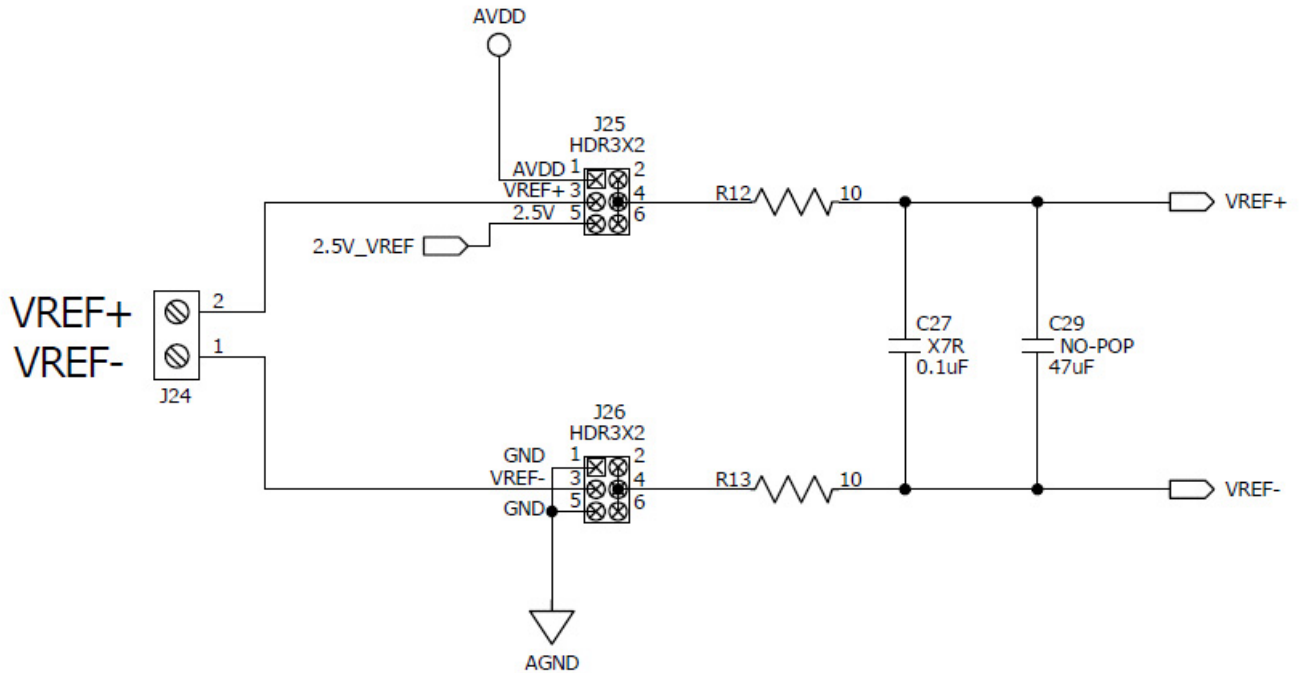 AVDD
J25
HDR3X2
AVDD 1 2
VREF+ 3 4
2.5V 5 6
R12 10
VREF+
2.5V_VREF
VREF+ 2
VREF- 1
J24
C27
X7R
0.1uF
C29
NO-POP
47uF
J26
HDR3X2
GND 1 2
VREF- 3 4
GND 5 6
R13 10
VREF-
AGND